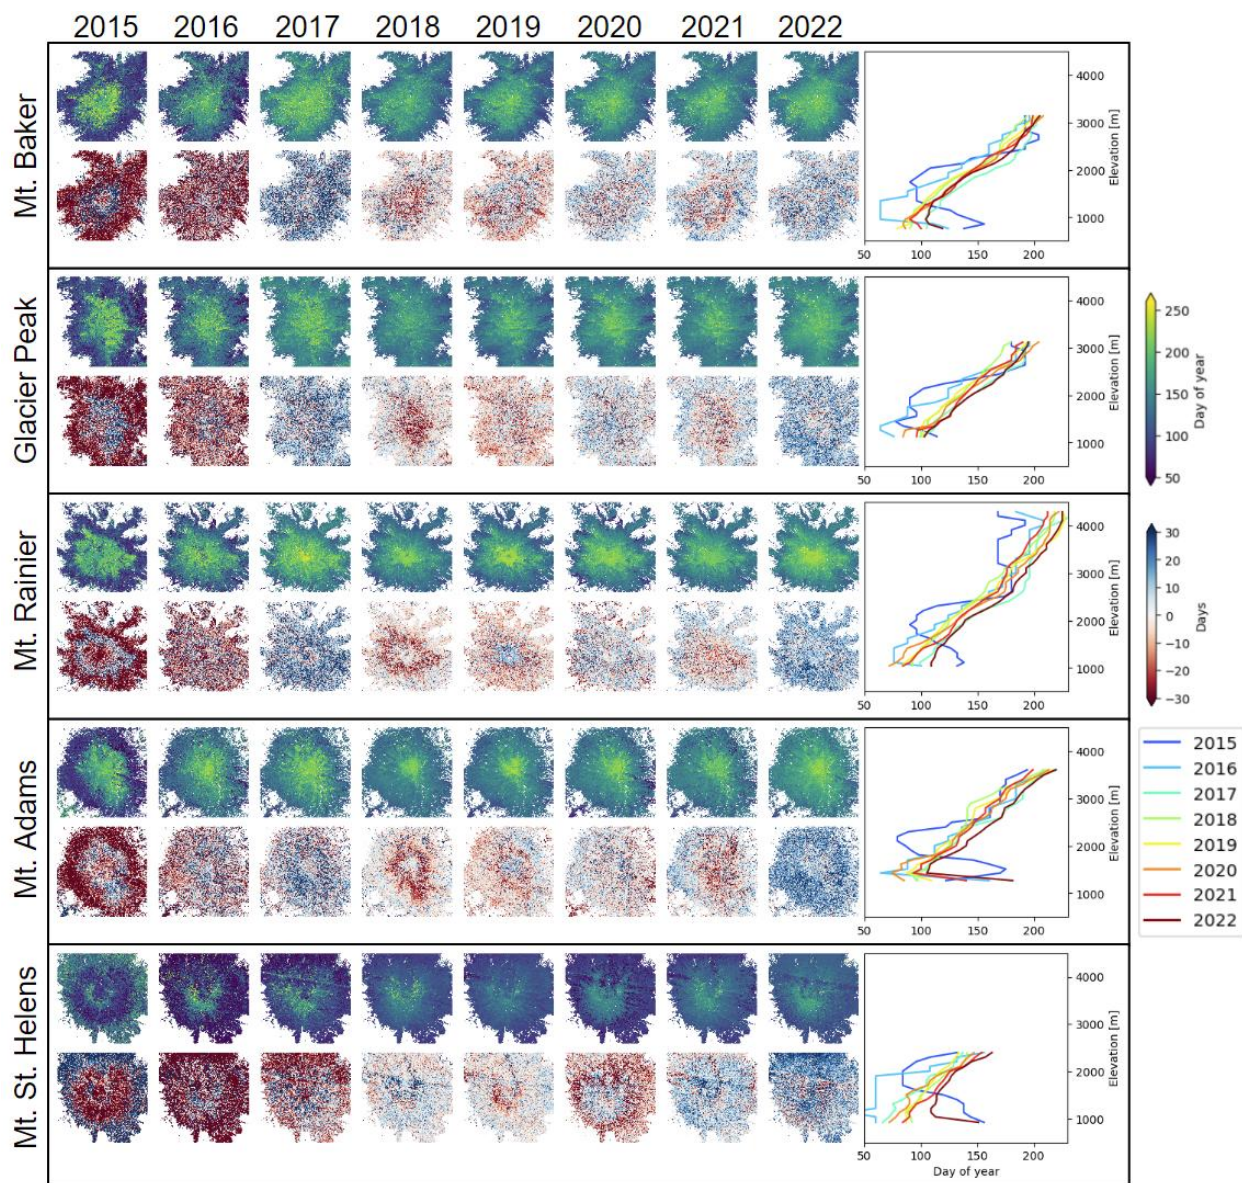 2015 2016 2017 2018 2019 2020 2021 2022
Mt. Baker
4000
3000
2000
1000
Elevation [m]
50 100 150 200
Glacier Peak
4000
3000
2000
1000
Elevation [m]
50 100 150 200
250
200
150
100
50
Day of year
Mt. Rainier
4000
3000
2000
1000
Elevation [m]
50 100 150 200
30
20
10
0
−10
−20
−30
Days
Mt. Adams
4000
3000
2000
1000
Elevation [m]
50 100 150 200
2015
2016
2017
2018
2019
2020
2021
2022
Mt. St. Helens
4000
3000
2000
1000
Elevation [m]
50 100 150 200
Day of year